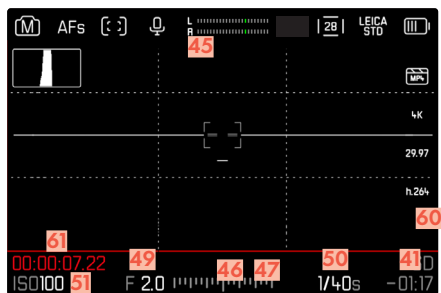 M AFs L R 28 LEICA STD
45
MP4
4K
29.97
h.264
60
61 49 46 47 50 41
00:00:07.22 D
ISO100 51 F 2.0 1/40s -01:17